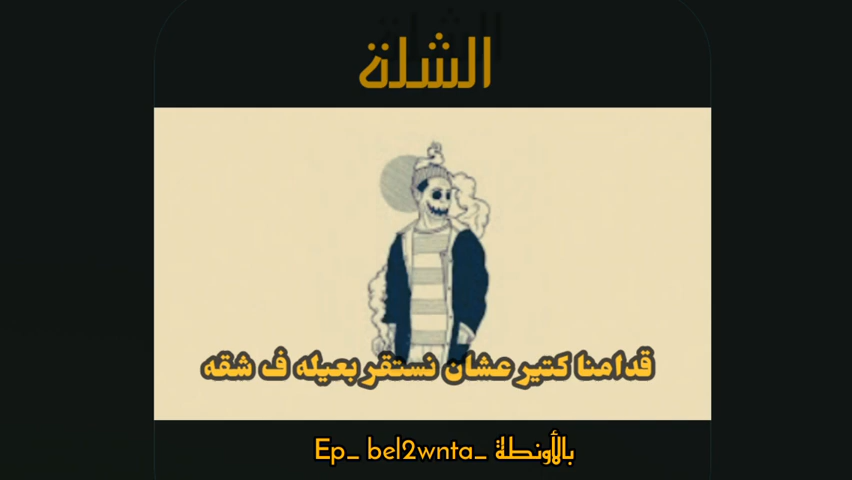 الشلة
قدامنا كتير عشان نستقر بعيله ف شقه
Ep_ bel2wnta_ بالأونطة